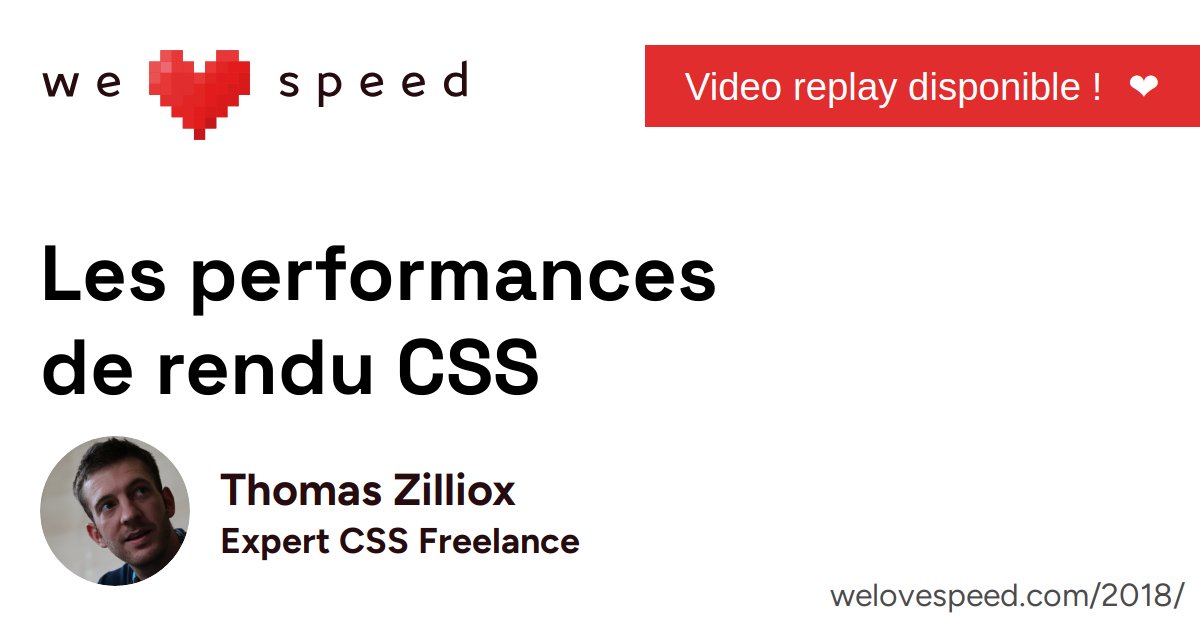 we ❤ speed
Video replay disponible ! ❤
Les performances
de rendu CSS
Thomas Zilliox
Expert CSS Freelance
welovespeed.com/2018/